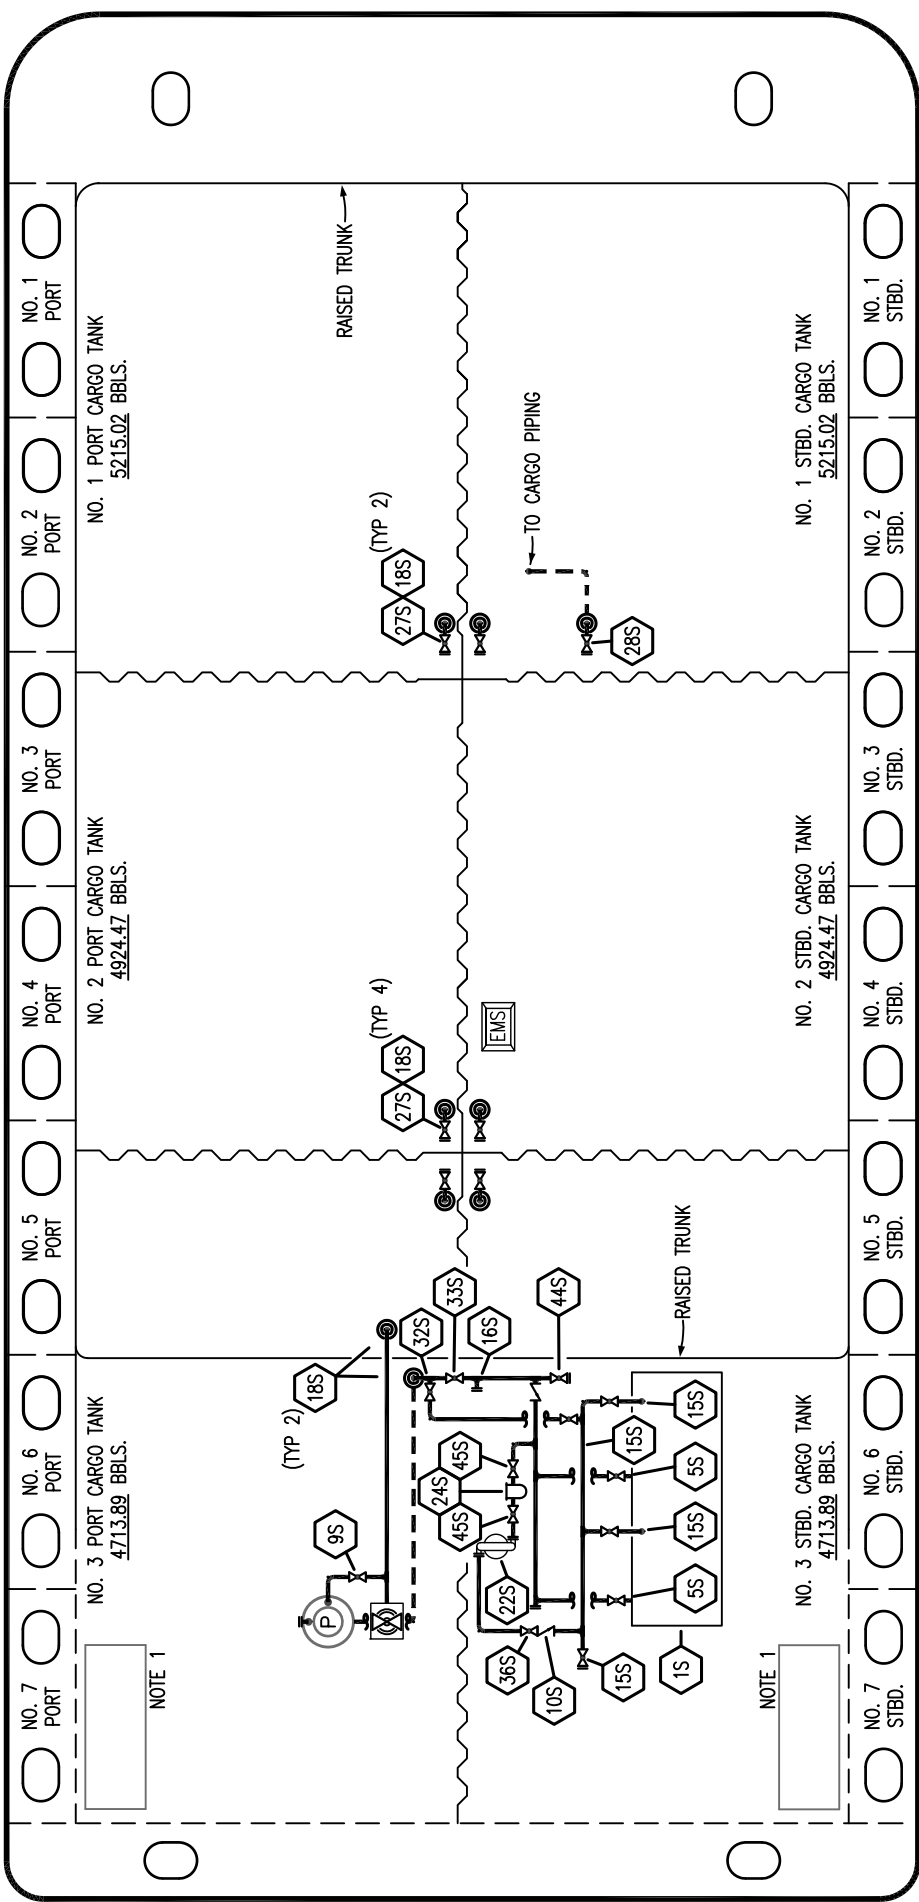 NO. 1
PORT
NO. 2
PORT
NO. 3
PORT
NO. 4
PORT
NO. 5
PORT
NO. 6
PORT
NO. 7
PORT
NO. 1 PORT CARGO TANK
5215.02 BBLS.
NO. 2 PORT CARGO TANK
4924.47 BBLS.
NO. 3 PORT CARGO TANK
4713.89 BBLS.
NOTE 1
RAISED TRUNK
(TYP 2)
27S
18S
(TYP 4)
27S
18S
EMS
TO CARGO PIPING
28S
(TYP 2)
18S
9S
P
32S
33S
16S
44S
45S
24S
45S
22S
36S
10S
15S
15S
15S
5S
15S
5S
1S
RAISED TRUNK
NO. 1 STBD. CARGO TANK
5215.02 BBLS.
NO. 2 STBD. CARGO TANK
4924.47 BBLS.
NO. 3 STBD. CARGO TANK
4713.89 BBLS.
NOTE 1
NO. 1
STBD.
NO. 2
STBD.
NO. 3
STBD.
NO. 4
STBD.
NO. 5
STBD.
NO. 6
STBD.
NO. 7
STBD.